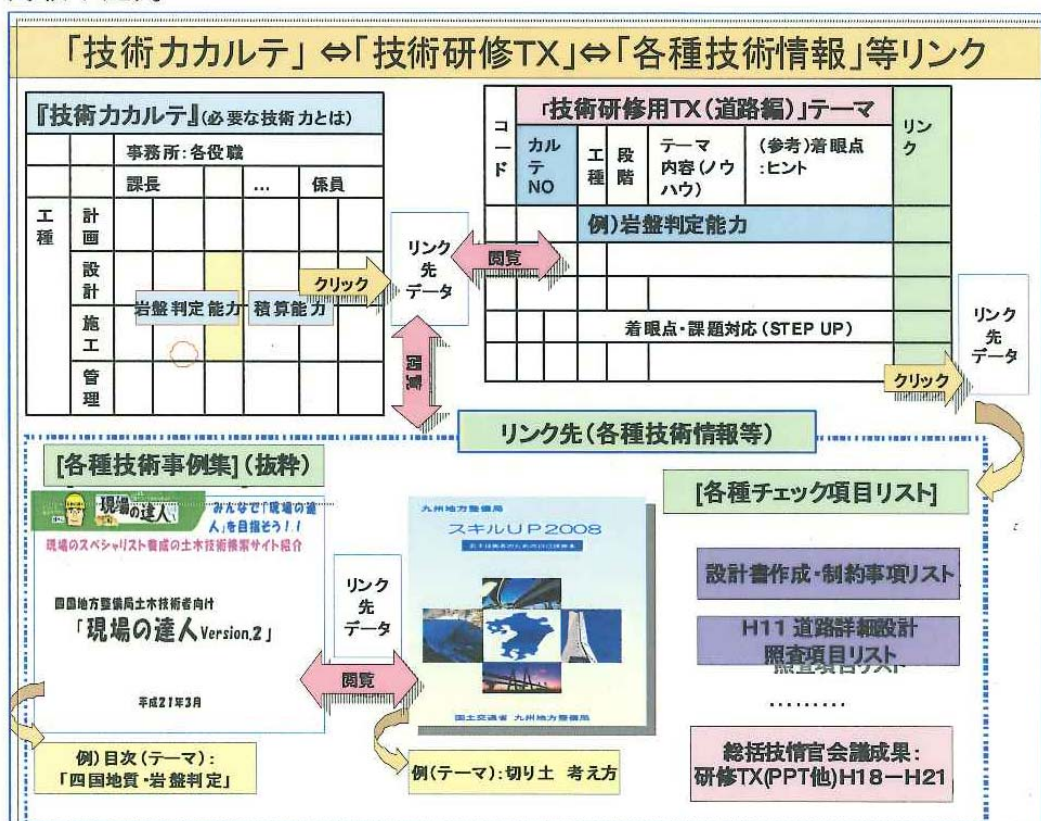 「技術力カルテ」⇔「技術研修TX」⇔「各種技術情報」等リンク
『技術力カルテ』(必要な技術力とは)
事務所:各役職
課長 … 係員
工種
計画
設計
施工
管理
岩盤判定能力
積算能力
クリック
リンク先データ
閲覧
「技術研修用TX(道路編)」テーマ
コード
カルテNO
工種
段階
テーマ
内容(ノウハウ)
(参考)着眼点
:ヒント
リンク
例)岩盤判定能力
着眼点・課題対応(STEP UP)
クリック
リンク先データ
閲覧
リンク先(各種技術情報等)
[各種技術事例集](抜粋)
現場の達人
みんなで「現場の達人」を目指そう!!
現場のスペシャリスト養成の土木技術検索サイト紹介
四国地方整備局土木技術者向け
「現場の達人Version.2」
平成21年3月
例)目次(テーマ):
「四国地質・岩盤判定」
リンク先データ
閲覧
九州地方整備局
スキルUP2008
国土交通省 九州地方整備局
例(テーマ):切り土 考え方
[各種チェック項目リスト]
設計書作成・制約事項リスト
H11 道路詳細設計
照査項目リスト
………
総括技情官会議成果:
研修TX(PPT他)H18-H21